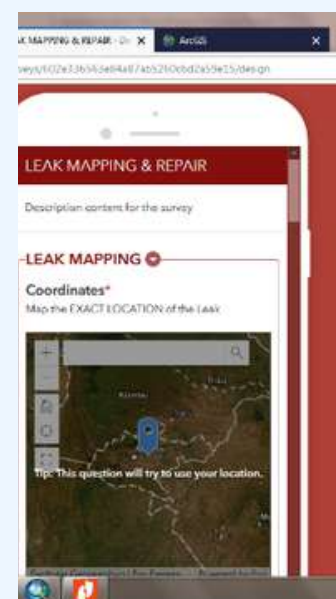 K MAPPING & REPAIR - De
ArcGIS
LEAK MAPPING & REPAIR
Description content for the survey
LEAK MAPPING
Coordinates*
Map the EXACT LOCATION of the Leak
Tip: This question will try to use your location.